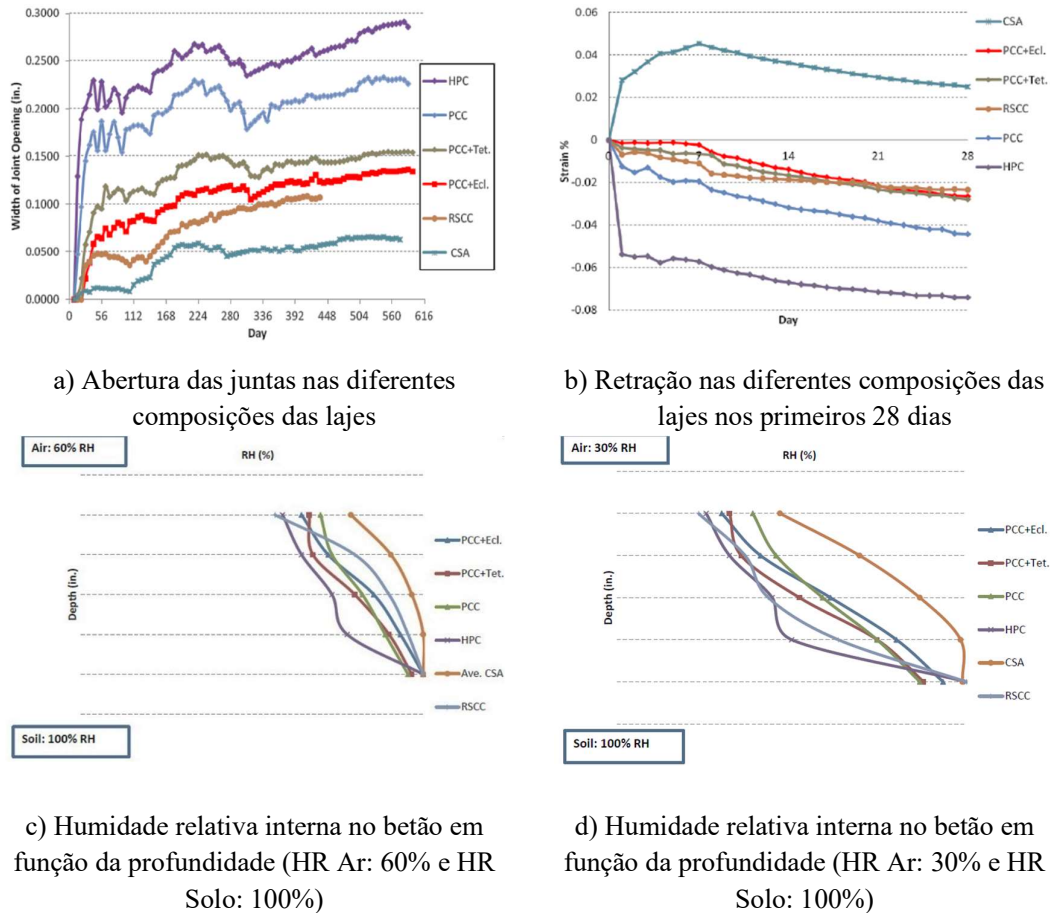 0.3000
0.2500
0.2000
0.1500
0.1000
0.0500
0.0000
Width of Joint Opening (in.)
0 56 112 168 224 280 336 392 448 504 560 616
Day
HPC
PCC
PCC+Tet.
PCC+Ecl.
RSCC
CSA
0.06
0.04
0.02
0
-0.02
-0.04
-0.06
-0.08
Strain %
7 14 21 28
Day
CSA
PCC+Ecl.
PCC+Tet.
RSCC
PCC
HPC
a) Abertura das juntas nas diferentes
composições das lajes
b) Retração nas diferentes composições das
lajes nos primeiros 28 dias
Air: 60% RH
RH (%)
Depth (in.)
PCC+Ecl.
PCC+Tet.
PCC
HPC
Ave. CSA
RSCC
Soil: 100% RH
Air: 30% RH
RH (%)
Depth (in.)
PCC+Ecl.
PCC+Tet.
PCC
HPC
CSA
RSCC
Soil: 100% RH
c) Humidade relativa interna no betão em
função da profundidade (HR Ar: 60% e HR
Solo: 100%)
d) Humidade relativa interna no betão em
função da profundidade (HR Ar: 30% e HR
Solo: 100%)